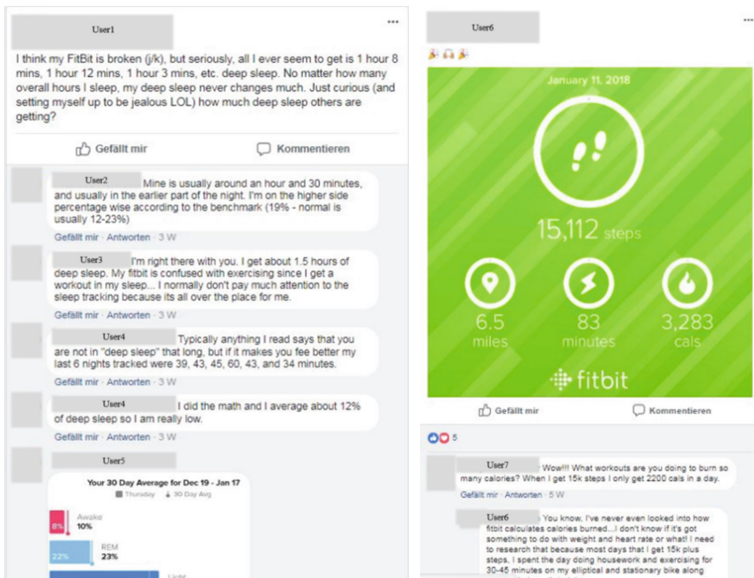 User1
I think my FitBit is broken (j/k), but seriously, all I ever seem to get is 1 hour 8
mins, 1 hour 12 mins, 1 hour 3 mins, etc. deep sleep. No matter how many
overall hours I sleep, my deep sleep never changes much. Just curious (and
setting myself up to be jealous LOL) how much deep sleep others are
getting?
Gefällt mir
Kommentieren
User2 Mine is usually around an hour and 30 minutes,
and usually in the earlier part of the night. I'm on the higher side
percentage wise according to the benchmark (19% - normal is
usually 12-23%)
Gefällt mir · Antworten · 3 W
User3 I'm right there with you. I get about 1.5 hours of
deep sleep. My fitbit is confused with exercising since I get a
workout in my sleep... I normally don't pay much attention to the
sleep tracking because its all over the place for me.
Gefällt mir · Antworten · 3 W
User4 Typically anything I read says that you
are not in "deep sleep" that long, but if it makes you fee better my
last 6 nights tracked were 39, 43, 45, 60, 43, and 34 minutes.
Gefällt mir · Antworten · 3 W
User4 I did the math and I average about 12%
of deep sleep so I am really low.
Gefällt mir · Antworten · 3 W
User5
Your 30 Day Average for Dec 19 - Jan 17
Thursday 30 Day Avg
Awake
8% 10%
REM
22% 23%
Light
User6
January 11, 2018
15,112 steps
6.5 83 3,283
miles minutes cals
fitbit
Gefällt mir
Kommentieren
5
User7 Wow!!! What workouts are you doing to burn so
many calories? When I get 15k steps I only get 2200 cals in a day.
Gefällt mir · Antworten · 5 W
User6 You know, I've never even looked into how
fitbit calculates calories burned...I don't know if it's got
something to do with weight and heart rate or what! I need
to research that because most days that I get 15k plus
steps, I spent the day doing housework and exercising for
30-45 minutes on my elliptical and stationary bike along